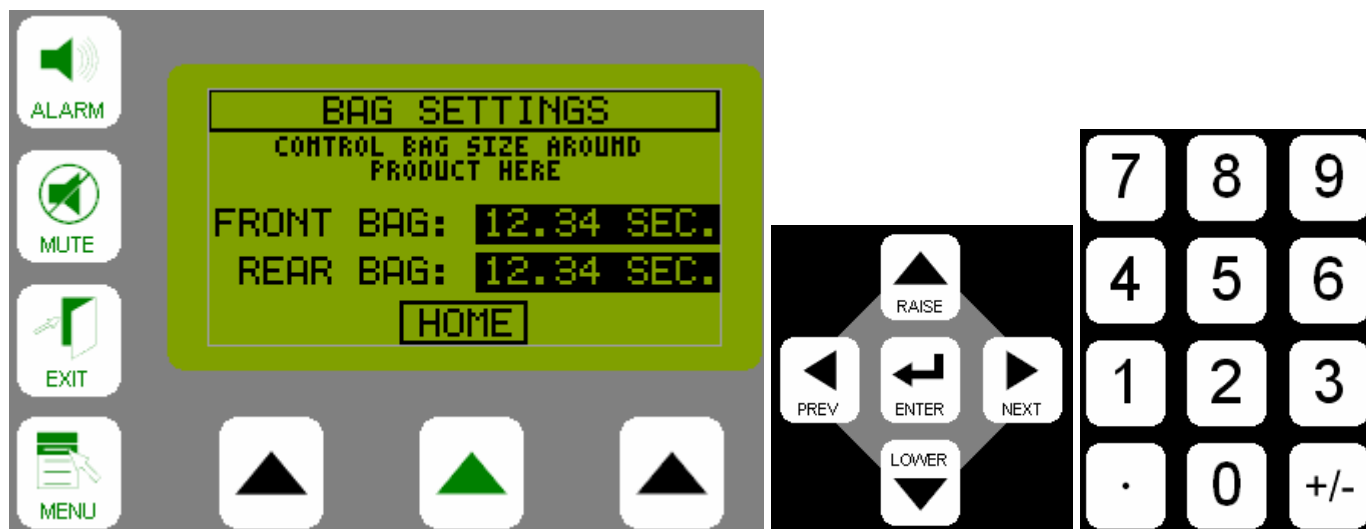 ALARM
MUTE
EXIT
MENU
BAG SETTINGS
CONTROL BAG SIZE AROUND
PRODUCT HERE
FRONT BAG: 12.34 SEC.
REAR BAG: 12.34 SEC.
HOME
RAISE
PREV ENTER NEXT
LOWER
7 8 9
4 5 6
1 2 3
. 0 +/-